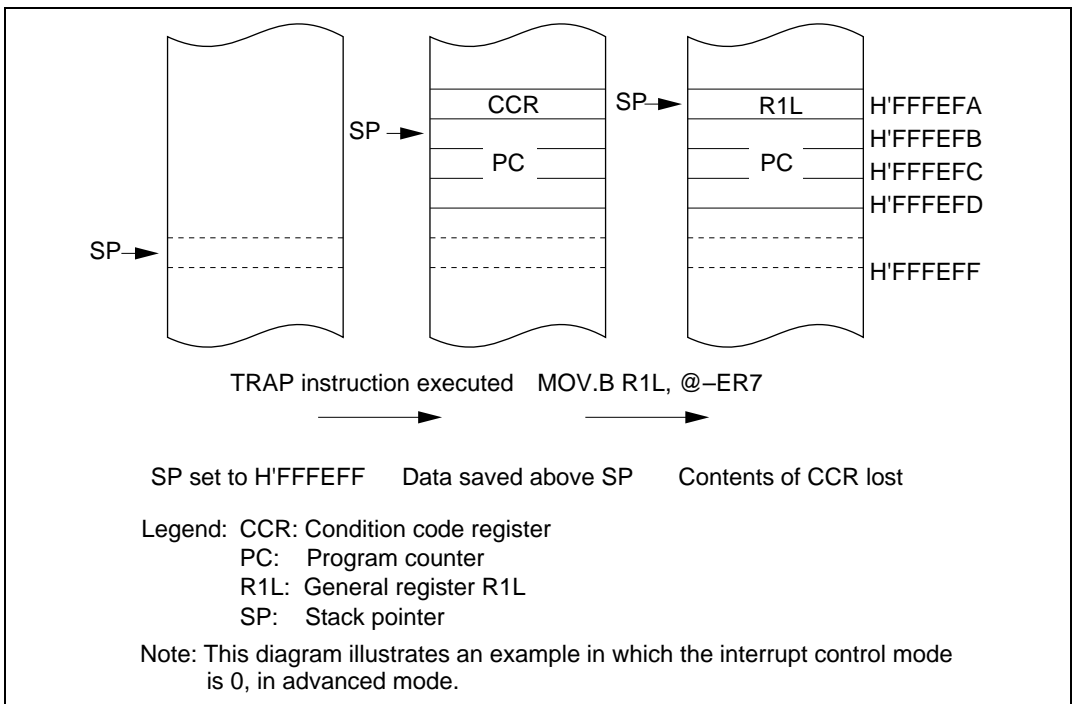 CCR
SP
R1L
H'FFFEFA
SP
H'FFFEFB
PC
PC
H'FFFEFC
H'FFFEFD
SP
H'FFFEFF
TRAP instruction executed
MOV.B R1L, @–ER7
SP set to H'FFFEFF
Data saved above SP
Contents of CCR lost
Legend: CCR: Condition code register
PC: Program counter
R1L: General register R1L
SP: Stack pointer
Note: This diagram illustrates an example in which the interrupt control mode
is 0, in advanced mode.